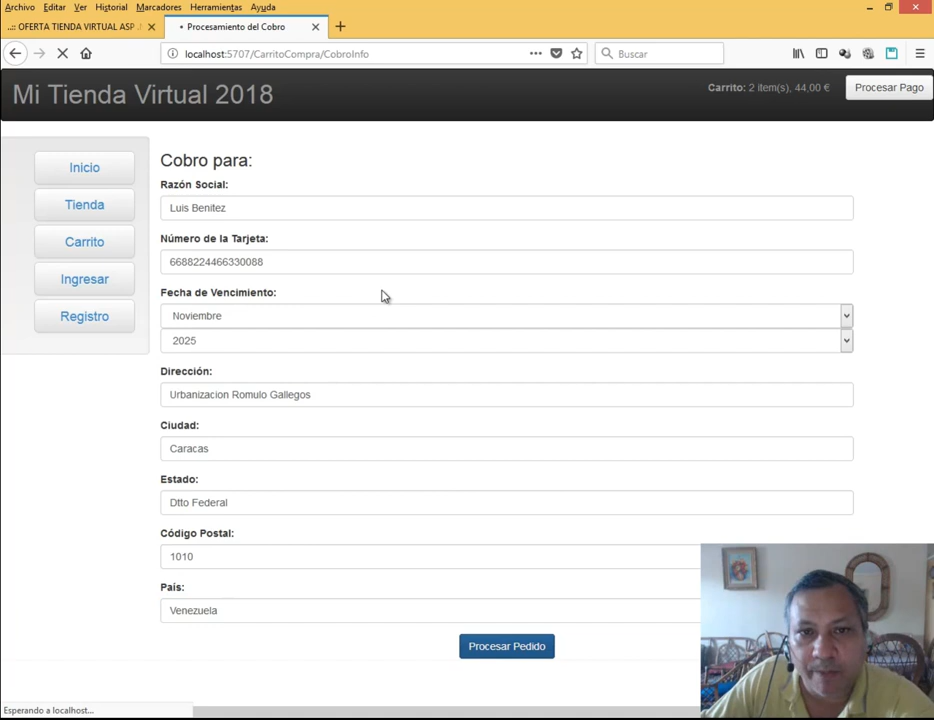 Archivo Editar Ver Historial Marcadores Herramientas Ayuda
..:: OFERTA TIENDA VIRTUAL ASP .
Procesamiento del Cobro
localhost:5707/CarritoCompra/CobroInfo
Buscar
Mi Tienda Virtual 2018
Carrito: 2 item(s), 44,00 €
Procesar Pago
Inicio
Tienda
Carrito
Ingresar
Registro
Cobro para:
Razón Social:
Luis Benitez
Número de la Tarjeta:
6688224466330088
Fecha de Vencimiento:
Noviembre
2025
Dirección:
Urbanizacion Romulo Gallegos
Ciudad:
Caracas
Estado:
Dtto Federal
Código Postal:
1010
País:
Venezuela
Procesar Pedido
Esperando a localhost...